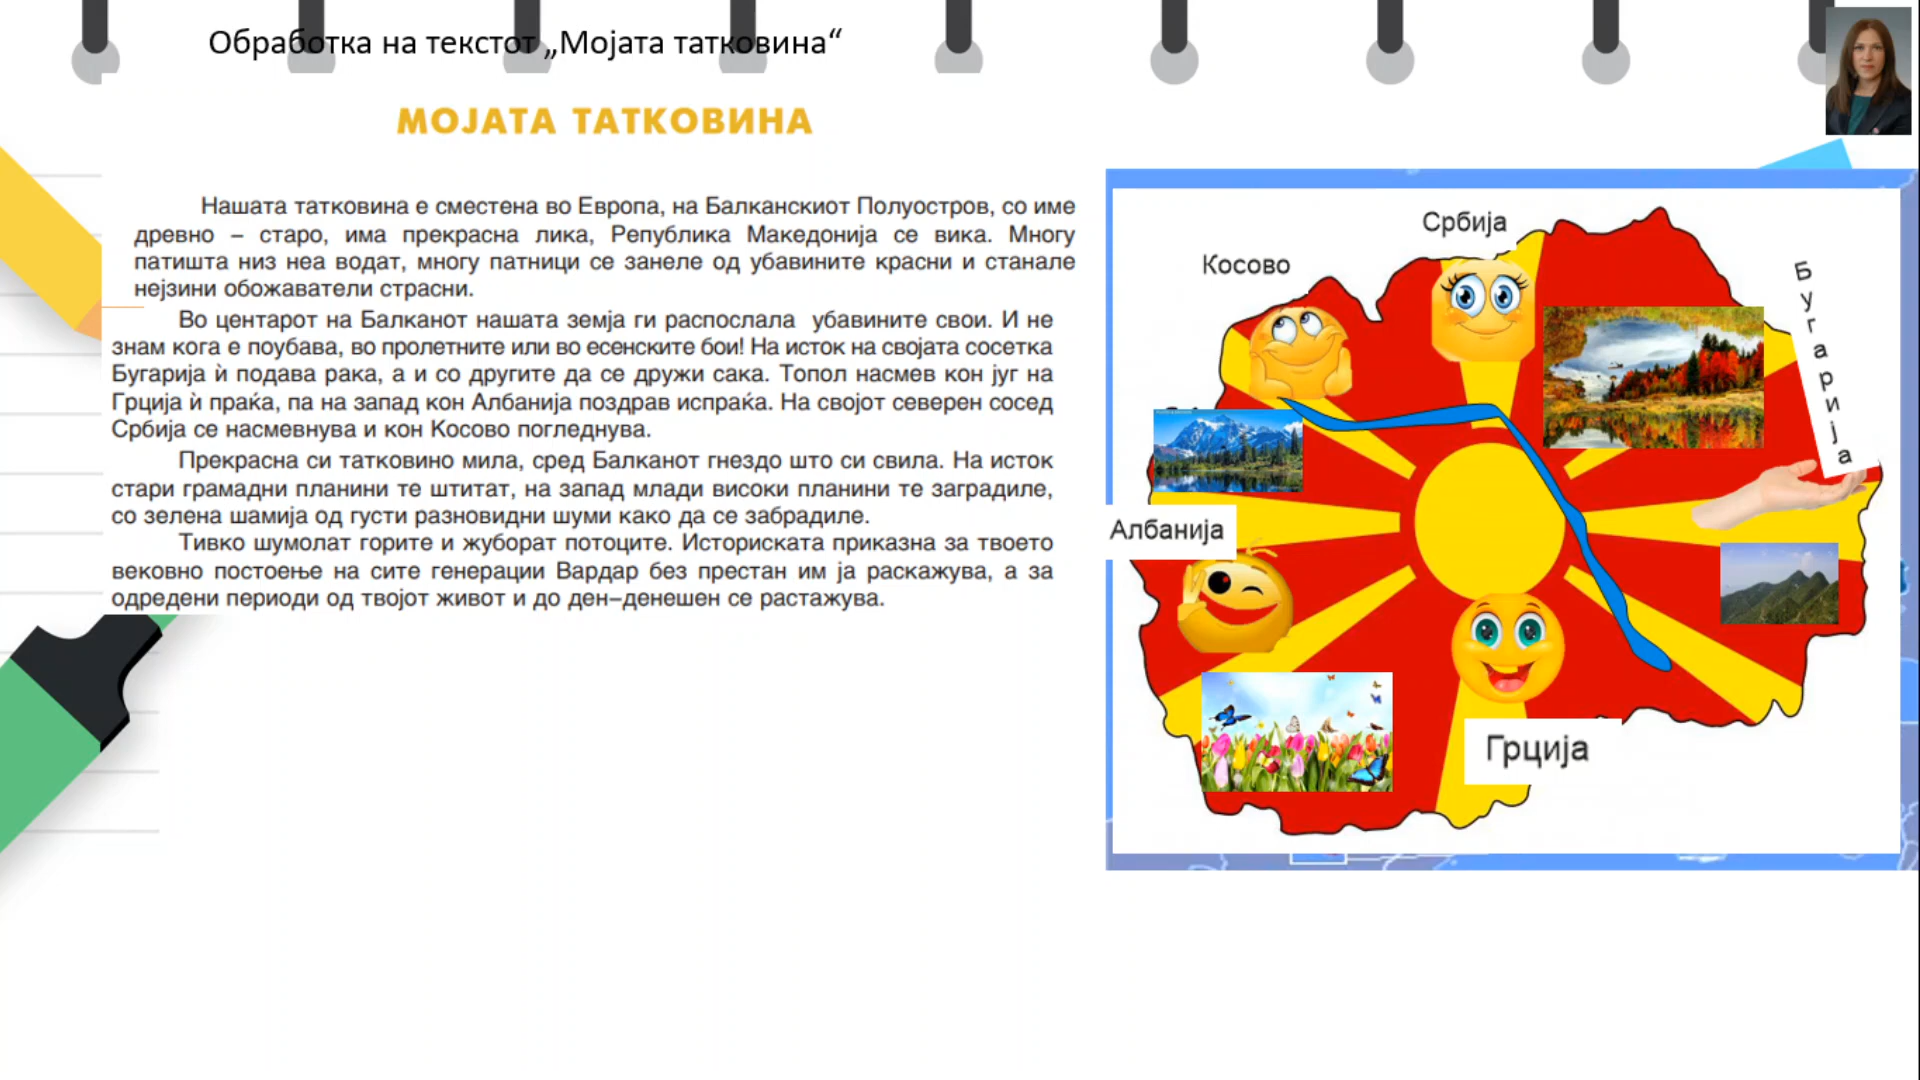 Обработка на текстот „Мојата татковина“
МОЈАТА ТАТКОВИНА
Нашата татковина е сместена во Европа, на Балканскиот Полуостров, со име
древно – старо, има прекрасна лика, Република Македонија се вика. Многу
патишта низ неа водат, многу патници се занеле од убавините красни и станале
нејзини обожаватели страсни.
Во центарот на Балканот нашата земја ги распослала убавините свои. И не
знам кога е поубава, во пролетните или во есенските бои! На исток на својата сосетка
Бугарија ѝ подава рака, а и со другите да се дружи сака. Топол насмев кон југ на
Грција ѝ праќа, па на запад кон Албанија поздрав испраќа. На својот северен сосед
Србија се насмевнува и кон Косово погледнува.
Прекрасна си татковино мила, сред Балканот гнездо што си свила. На исток
стари грамадни планини те штитат, на запад млади високи планини те заградиле,
со зелена шамија од густи разновидни шуми како да се забрадиле.
Тивко шумолат горите и жуборат потоците. Историската приказна за твоето
вековно постоење на сите генерации Вардар без престан им ја раскажува, а за
одредени периоди од твојот живот и до ден–денешен се растажува.
Србија
Косово
Бугарија
Албанија
Грција